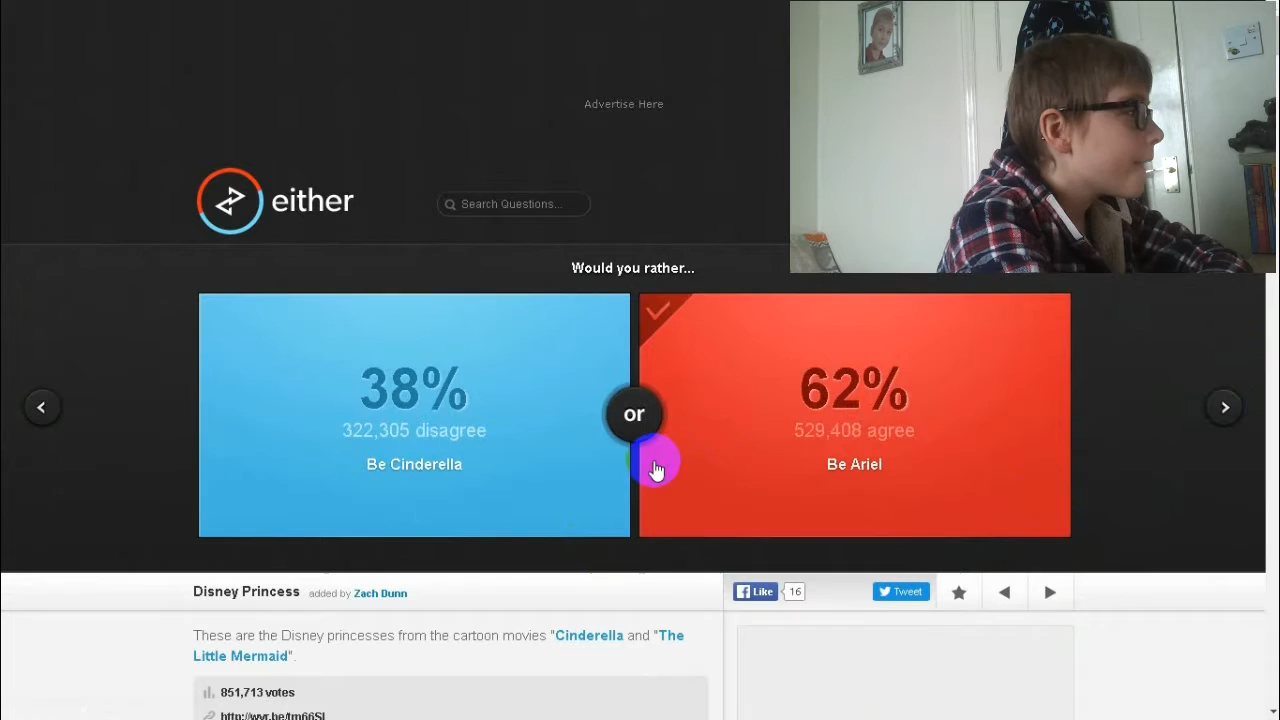 Advertise Here
either
Search Questions...
Would you rather...
38%
322,305 disagree
Be Cinderella
or
62%
529,408 agree
Be Ariel
Disney Princess added by Zach Dunn
Like 16
Tweet
These are the Disney princesses from the cartoon movies "Cinderella and "The
Little Mermaid".
851,713 votes